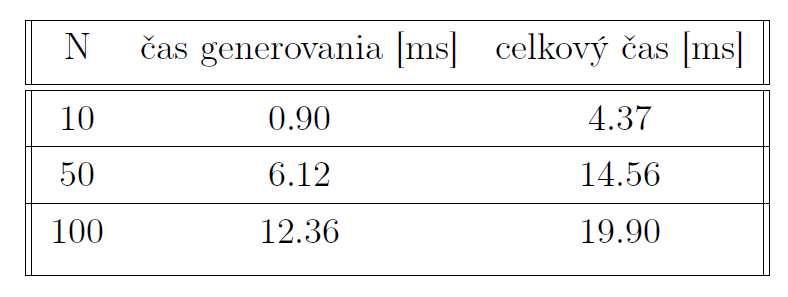 N čas generovania [ms] celkový čas [ms]
10 0.90 4.37
50 6.12 14.56
100 12.36 19.90